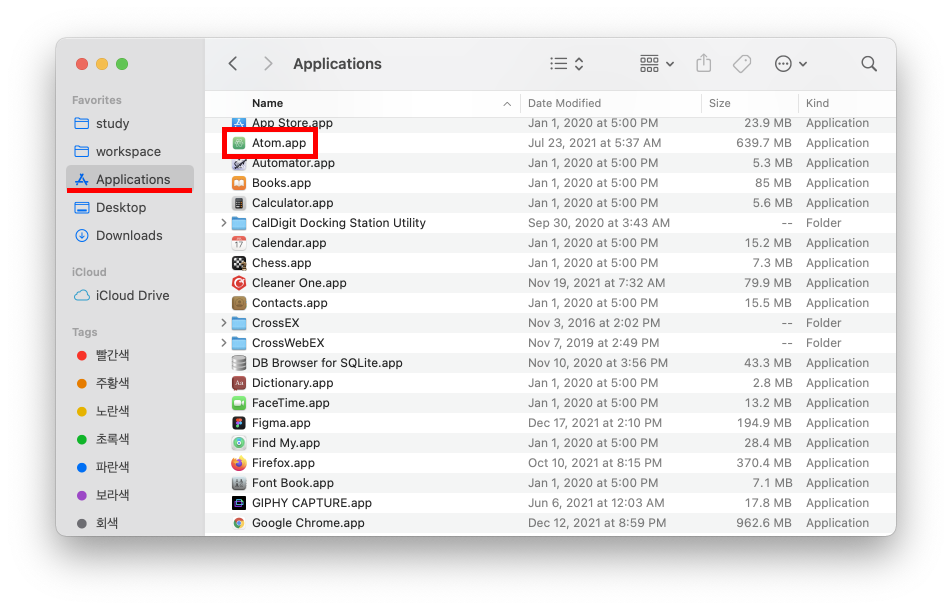 Applications
Favorites
study
workspace
Applications
Desktop
Downloads
iCloud
iCloud Drive
Tags
빨간색
주황색
노란색
초록색
파란색
보라색
회색
Name Date Modified Size Kind
App Store.app Jan 1, 2020 at 5:00 PM 23.9 MB Application
Atom.app Jul 23, 2021 at 5:37 AM 639.7 MB Application
Automator.app Jan 1, 2020 at 5:00 PM 5.3 MB Application
Books.app Jan 1, 2020 at 5:00 PM 85 MB Application
Calculator.app Jan 1, 2020 at 5:00 PM 5.6 MB Application
CalDigit Docking Station Utility Sep 30, 2020 at 3:43 AM -- Folder
Calendar.app Jan 1, 2020 at 5:00 PM 15.2 MB Application
Chess.app Jan 1, 2020 at 5:00 PM 7.3 MB Application
Cleaner One.app Nov 19, 2021 at 7:32 AM 79.9 MB Application
Contacts.app Jan 1, 2020 at 5:00 PM 15.5 MB Application
CrossEX Nov 3, 2016 at 2:02 PM -- Folder
CrossWebEX Nov 7, 2019 at 2:49 PM -- Folder
DB Browser for SQLite.app Nov 10, 2020 at 3:56 PM 43.3 MB Application
Dictionary.app Jan 1, 2020 at 5:00 PM 2.8 MB Application
FaceTime.app Jan 1, 2020 at 5:00 PM 13.2 MB Application
Figma.app Dec 17, 2021 at 2:10 PM 194.9 MB Application
Find My.app Jan 1, 2020 at 5:00 PM 28.4 MB Application
Firefox.app Oct 10, 2021 at 8:15 PM 370.4 MB Application
Font Book.app Jan 1, 2020 at 5:00 PM 7.1 MB Application
GIPHY CAPTURE.app Jun 6, 2021 at 12:03 AM 17.8 MB Application
Google Chrome.app Dec 12, 2021 at 8:59 PM 962.6 MB Application